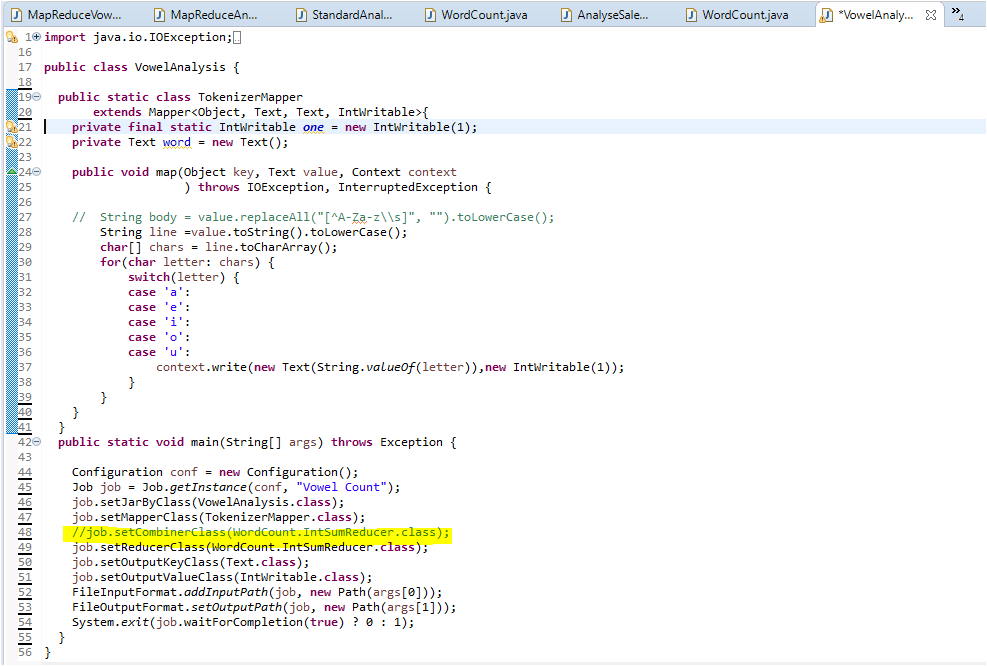 MapReduceVow... MapReduceAn... StandardAnal... WordCount.java AnalyseSale... WordCount.java *VowelAnaly... »4
1 import java.io.IOException;
16
17 public class VowelAnalysis {
18
19 public static class TokenizerMapper
20 extends Mapper<Object, Text, Text, IntWritable>{
21 private final static IntWritable one = new IntWritable(1);
22 private Text word = new Text();
23
24 public void map(Object key, Text value, Context context
25 ) throws IOException, InterruptedException {
26
27 // String body = value.replaceAll("[^A-Za-z\\s]", "").toLowerCase();
28 String line =value.toString().toLowerCase();
29 char[] chars = line.toCharArray();
30 for(char letter: chars) {
31 switch(letter) {
32 case 'a':
33 case 'e':
34 case 'i':
35 case 'o':
36 case 'u':
37 context.write(new Text(String.valueOf(letter)),new IntWritable(1));
38 }
39 }
40 }
41 }
42 public static void main(String[] args) throws Exception {
43
44 Configuration conf = new Configuration();
45 Job job = Job.getInstance(conf, "Vowel Count");
46 job.setJarByClass(VowelAnalysis.class);
47 job.setMapperClass(TokenizerMapper.class);
48 //job.setCombinerClass(WordCount.IntSumReducer.class);
49 job.setReducerClass(WordCount.IntSumReducer.class);
50 job.setOutputKeyClass(Text.class);
51 job.setOutputValueClass(IntWritable.class);
52 FileInputFormat.addInputPath(job, new Path(args[0]));
53 FileOutputFormat.setOutputPath(job, new Path(args[1]));
54 System.exit(job.waitForCompletion(true) ? 0 : 1);
55 }
56 }